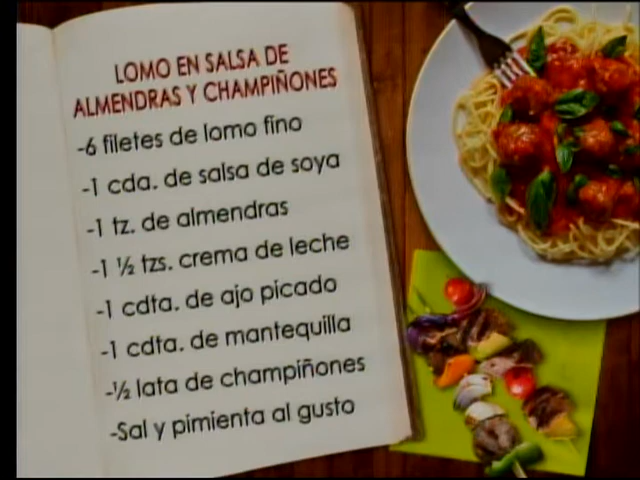 LOMO EN SALSA DE
ALMENDRAS Y CHAMPIÑONES
-6 filetes de lomo fino
-1 cda. de salsa de soya
-1 tz. de almendras
-1 ½ tzs. crema de leche
-1 cdta. de ajo picado
-1 cdta. de mantequilla
-½ lata de champiñones
-Sal y pimienta al gusto